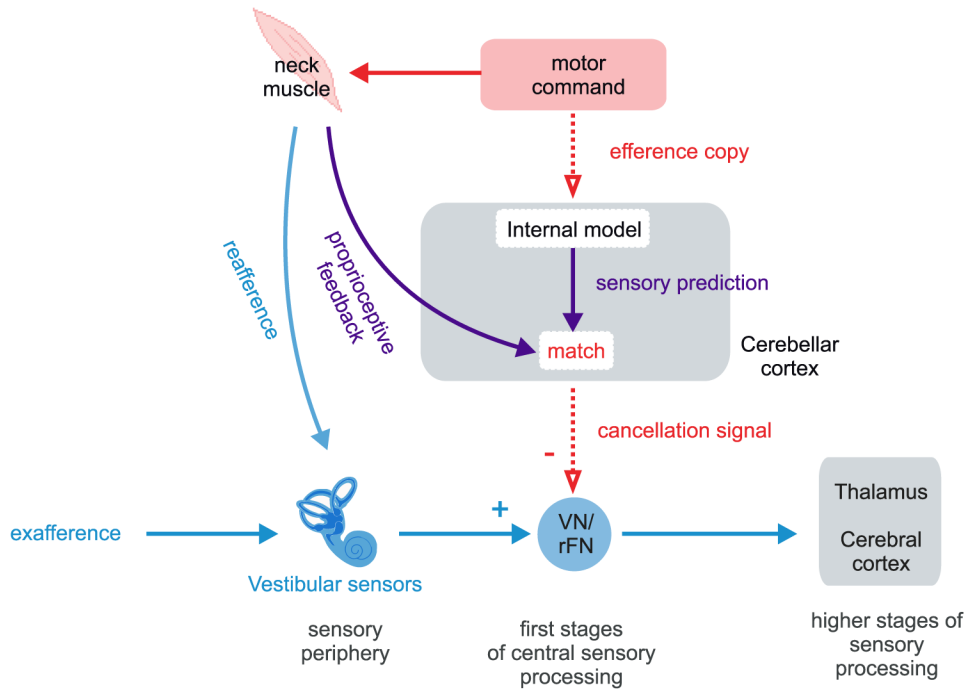 neck
muscle
motor
command
efference copy
Internal model
reafference
proprioceptive
feedback
sensory prediction
match
Cerebellar
cortex
cancellation signal
-
exafference
+
VN/
rFN
Thalamus
Cerebral
cortex
Vestibular sensors
sensory
periphery
first stages
of central sensory
processing
higher stages of
sensory
processing